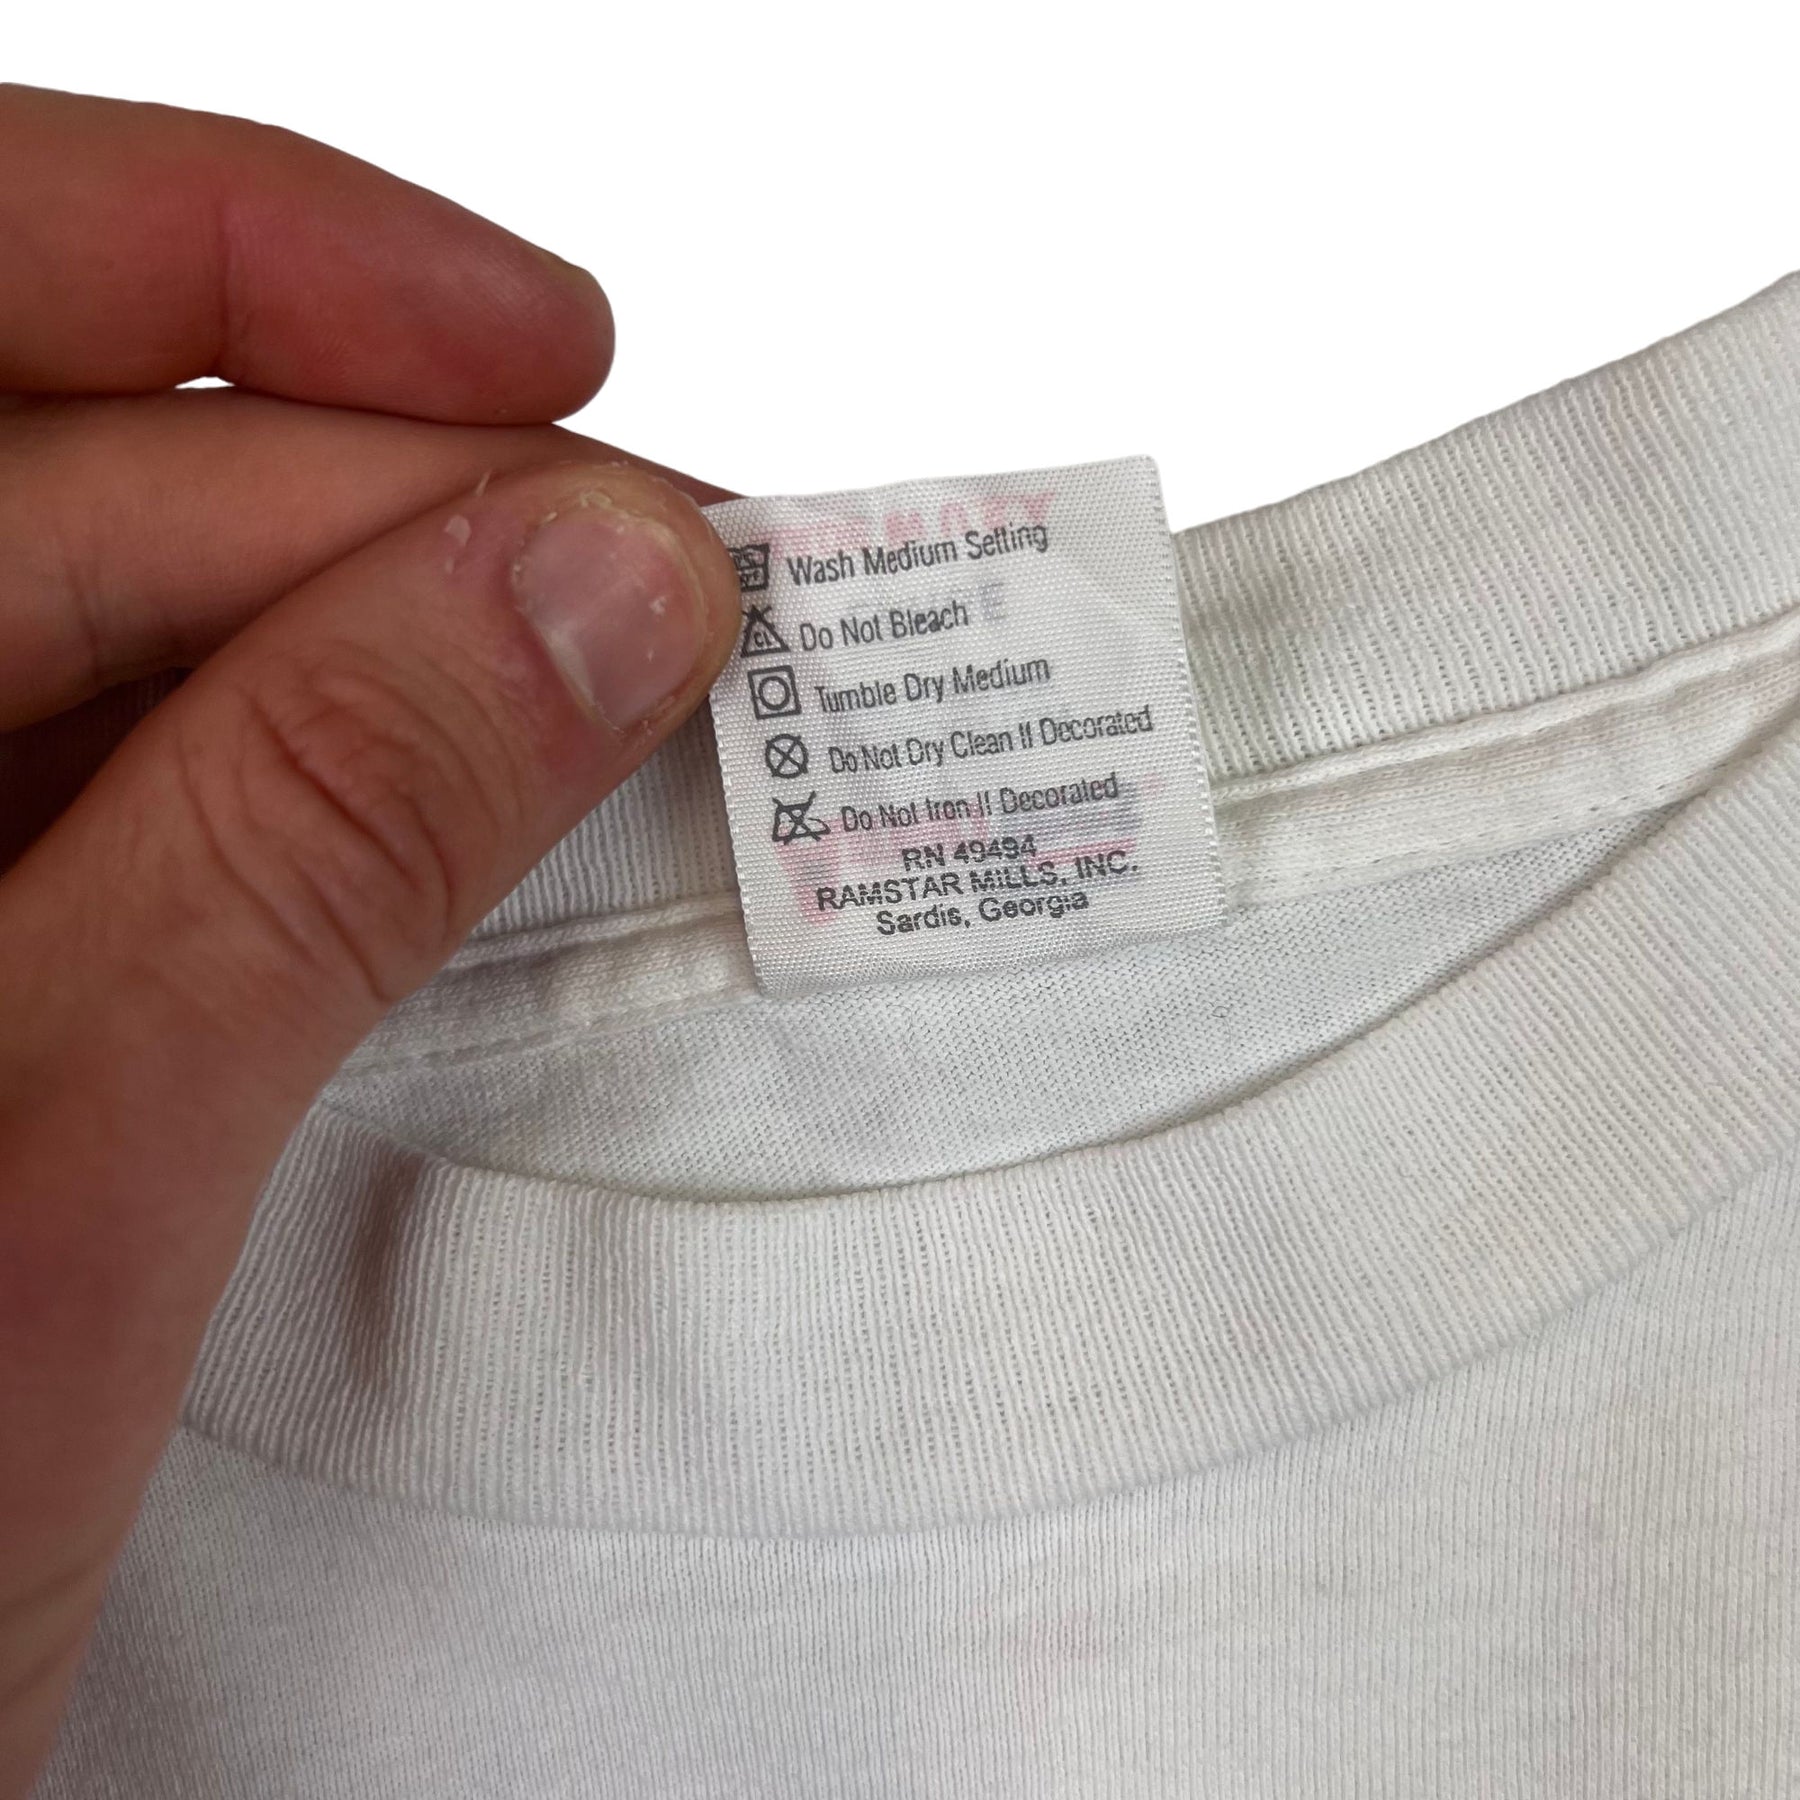 Wash Medium Setting
Do Not Bleach
Tumble Dry Medium
Do Not Dry Clean If Decorated
Do Not Iron If Decorated
RN 49494
RAMSTAR MILLS, INC.
Sardis, Georgia